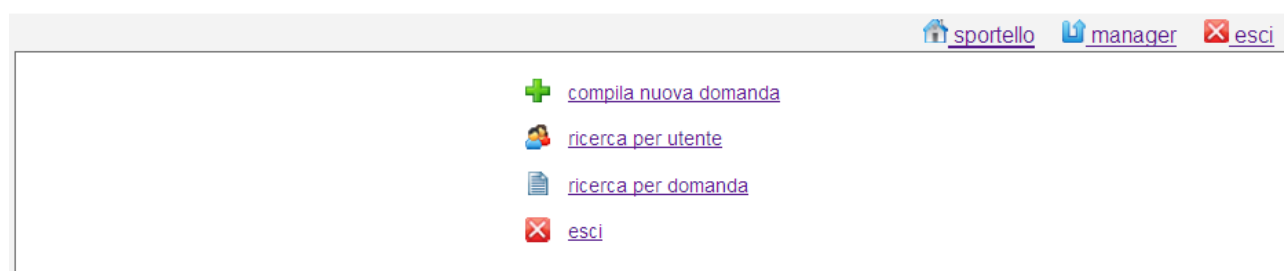 sportello manager esci
compila nuova domanda
ricerca per utente
ricerca per domanda
esci